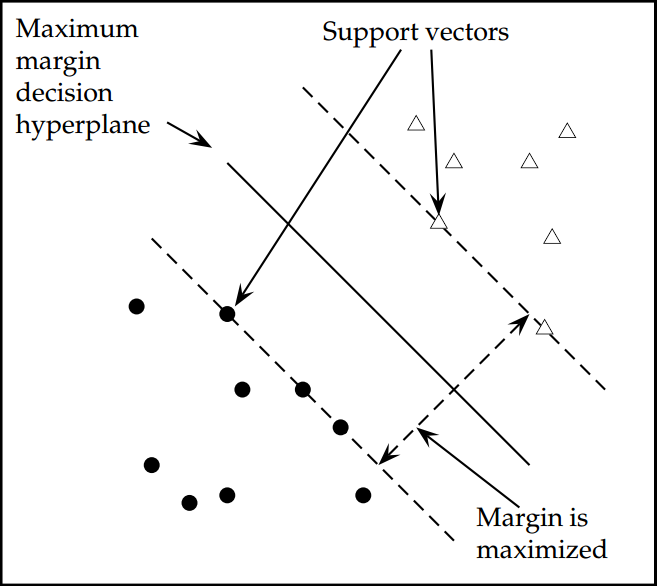 Maximum
margin
decision
hyperplane
Support vectors
Margin is
maximized